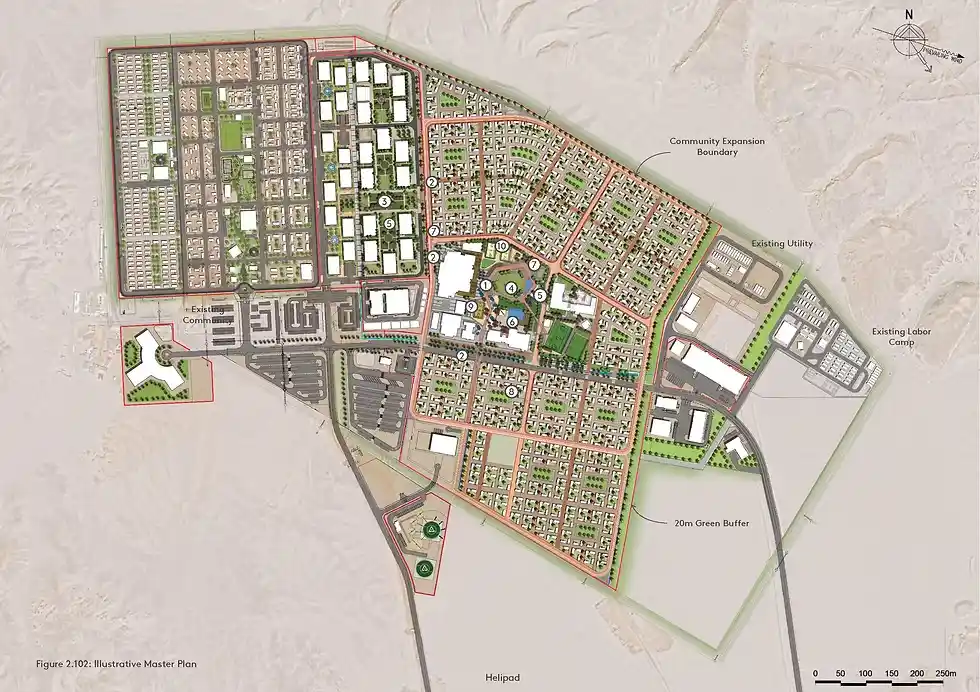 N
PREVAILING WIND
Community Expansion
Boundary
2
3
5
7
2
10
7
Existing Utility
1
4
5
9
6
Existing
Community
Existing Labor
Camp
2
8
20m Green Buffer
Figure 2.102: Illustrative Master Plan
Helipad
0 50 100 150 200 250m